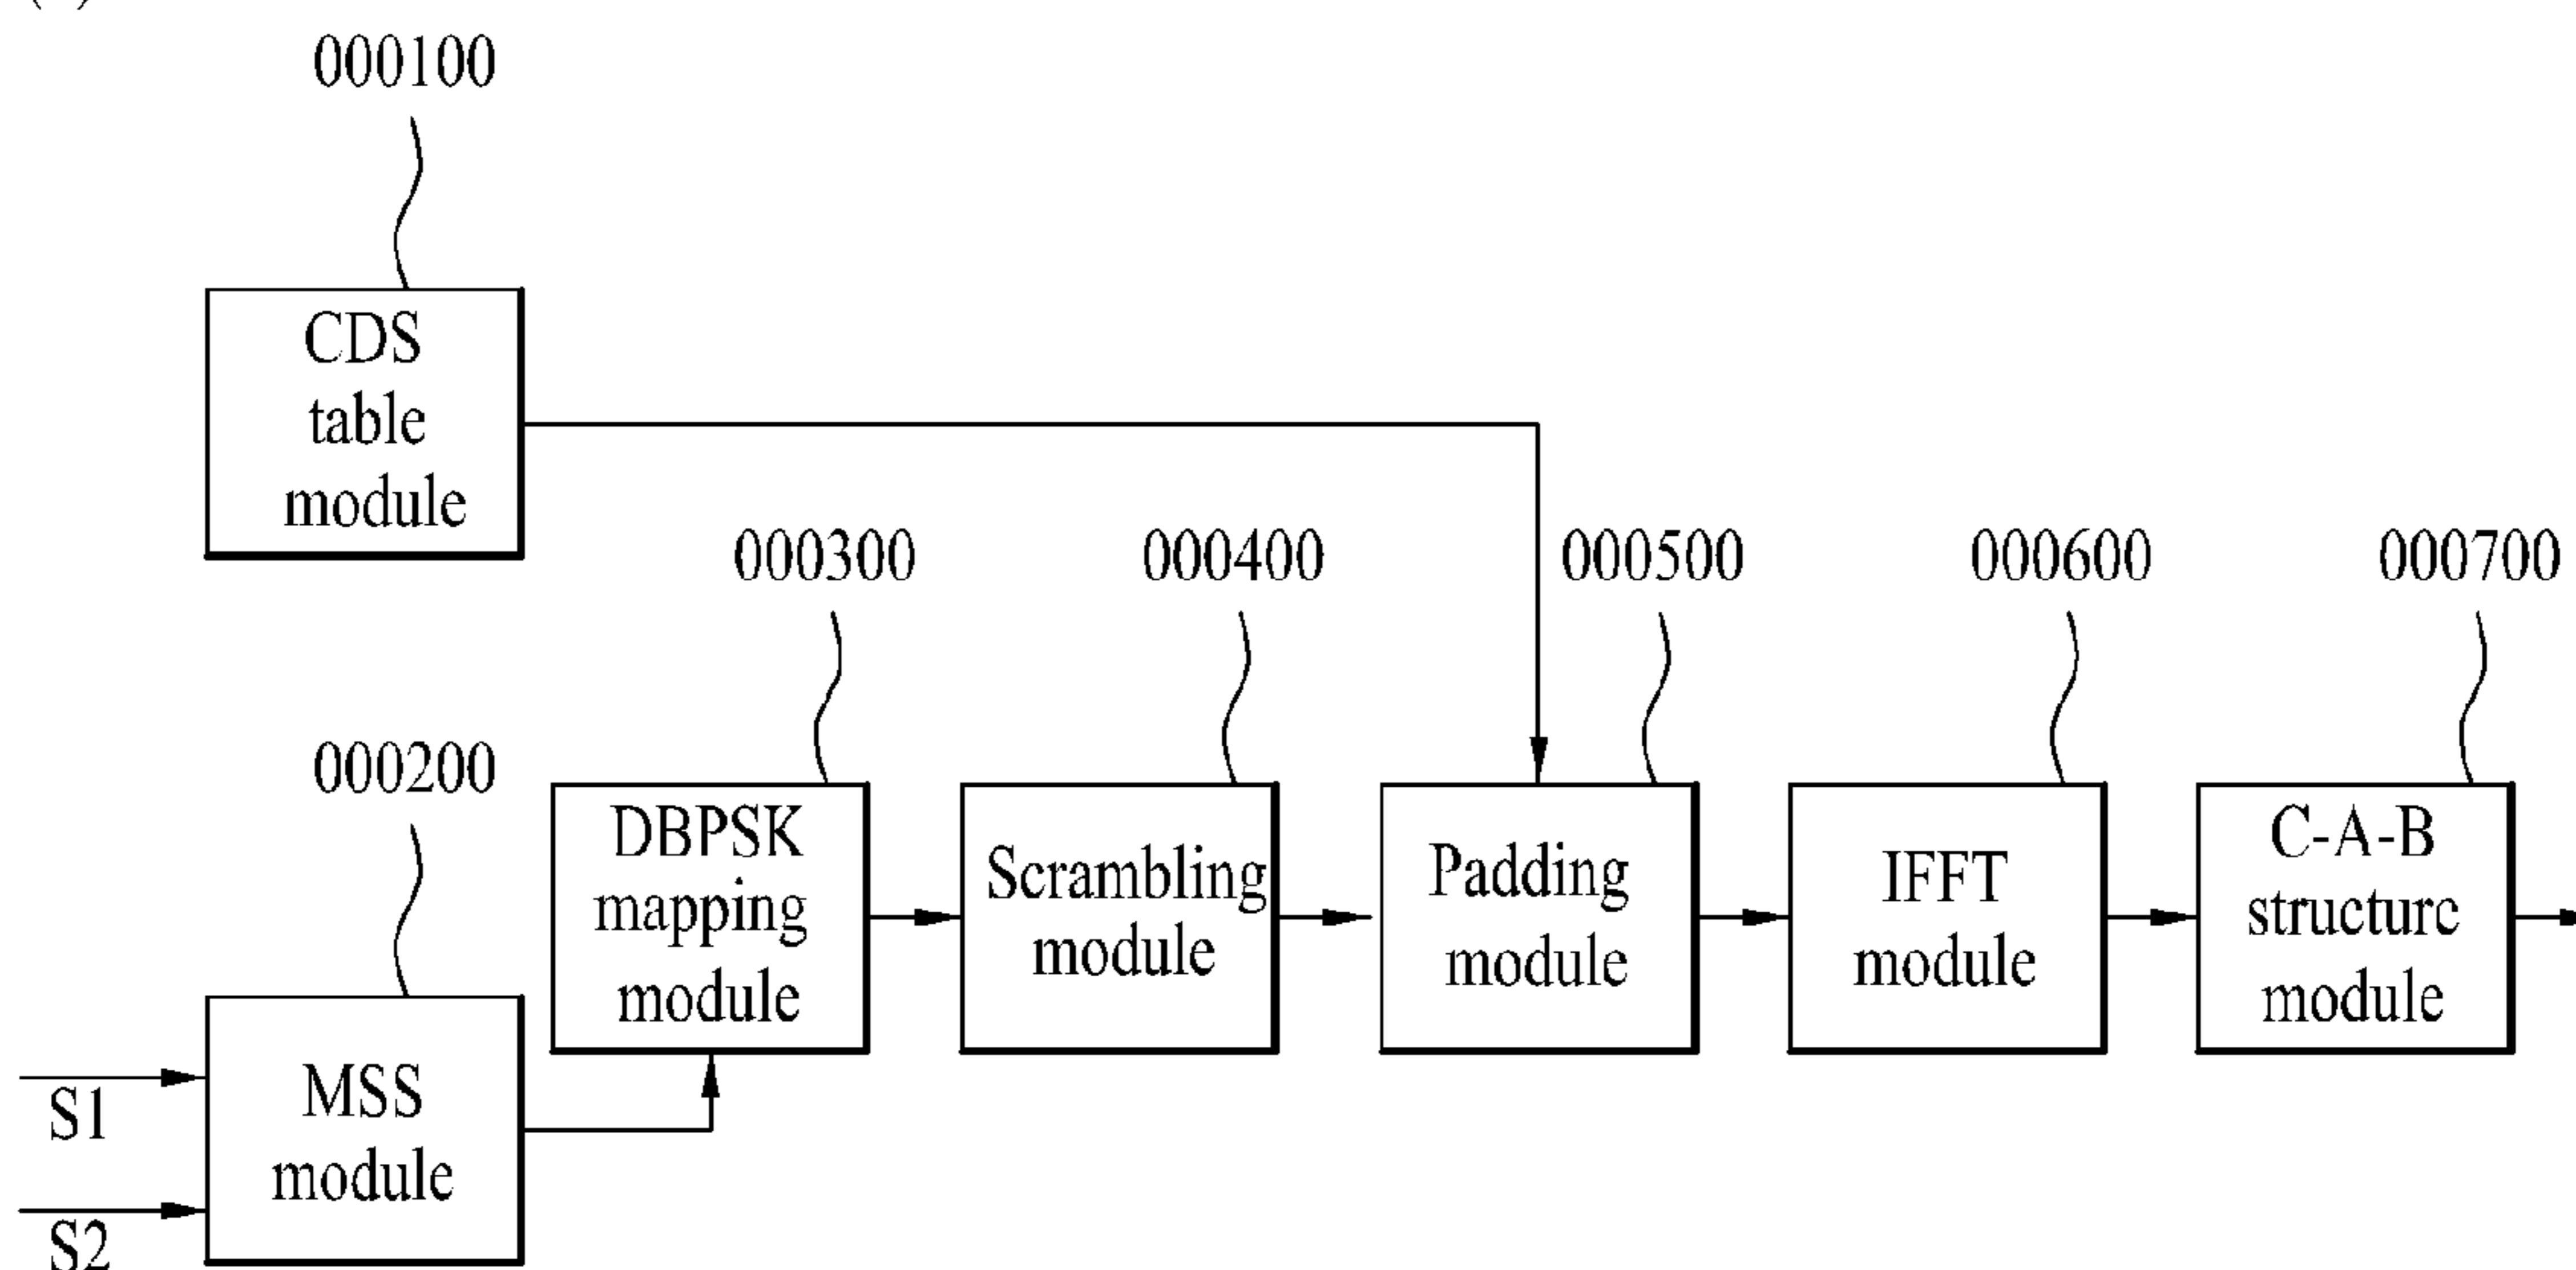 000100
CDS
table
module
000300
000400
000500
000600
000700
000200
DBPSK
mapping
module
Scrambling
module
Padding
module
IFFT
module
C-A-B
structure
module
S1
S2
MSS
module